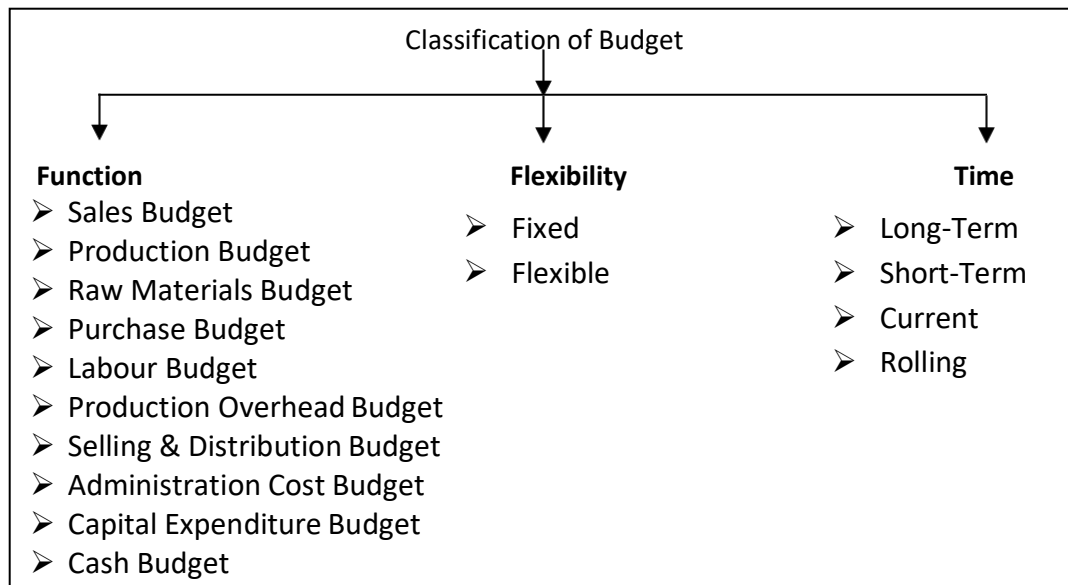 Classification of Budget
Function
➢ Sales Budget
➢ Production Budget
➢ Raw Materials Budget
➢ Purchase Budget
➢ Labour Budget
➢ Production Overhead Budget
➢ Selling & Distribution Budget
➢ Administration Cost Budget
➢ Capital Expenditure Budget
➢ Cash Budget
Flexibility
➢ Fixed
➢ Flexible
Time
➢ Long-Term
➢ Short-Term
➢ Current
➢ Rolling